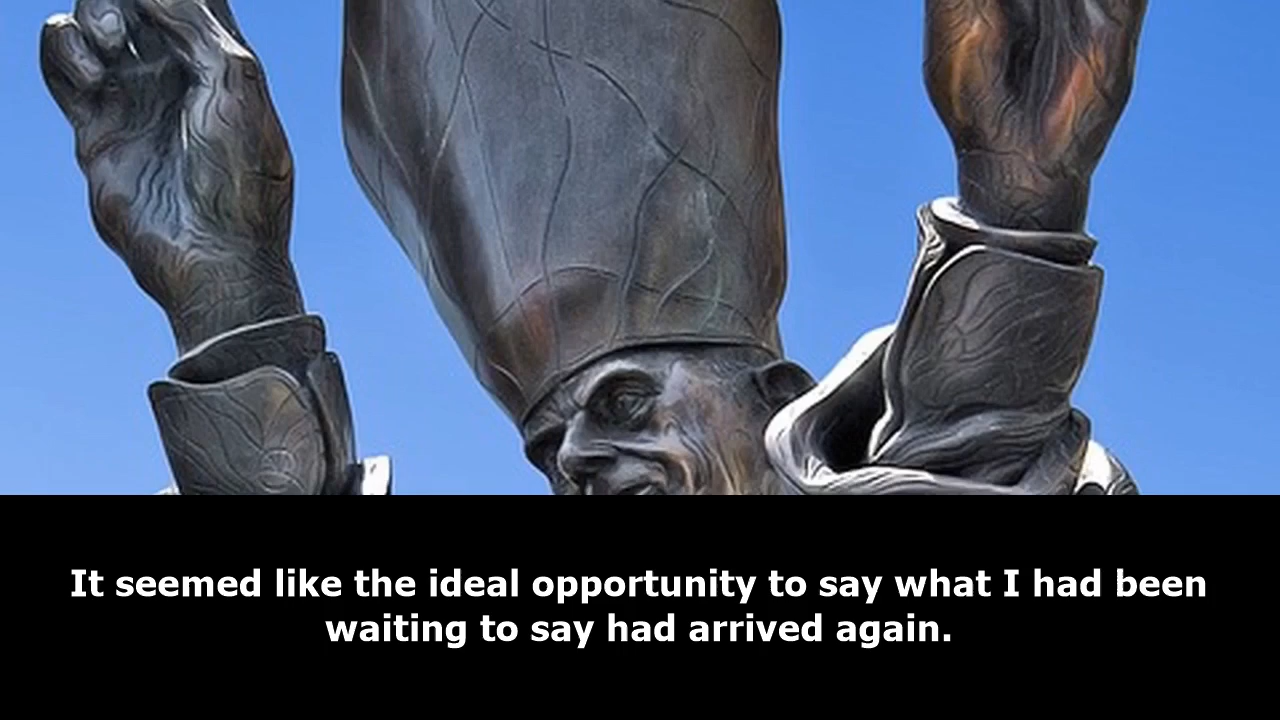 It seemed like the ideal opportunity to say what I had been
waiting to say had arrived again.